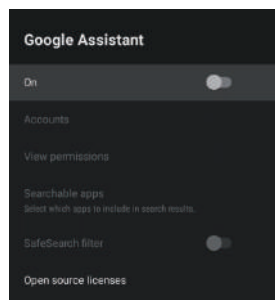 Google Assistant
On
Accounts
View permissions
Searchable apps
Select which apps to include in search results.
SafeSearch filter
Open source licenses